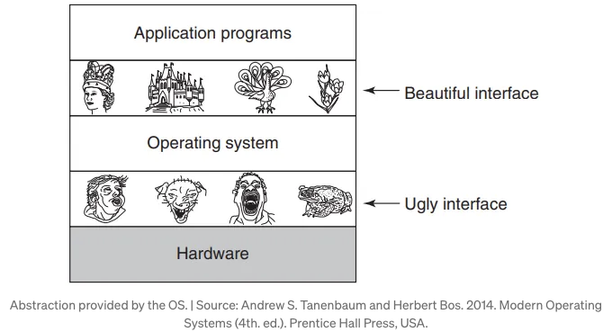 Application programs
Beautiful interface
Operating system
Ugly interface
Hardware
Abstraction provided by the OS. | Source: Andrew S. Tanenbaum and Herbert Bos. 2014. Modern Operating
Systems (4th. ed.). Prentice Hall Press, USA.